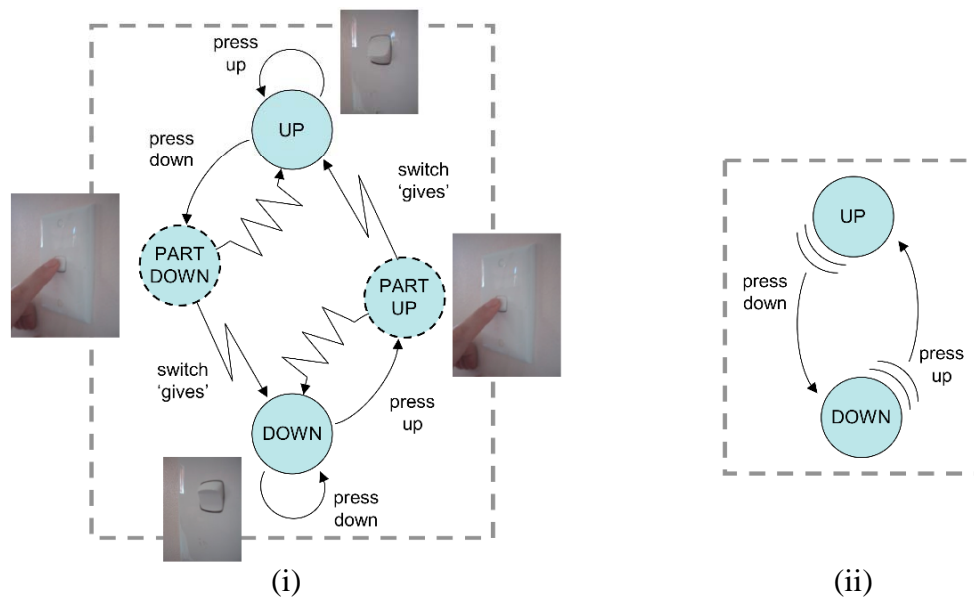 press
up
UP
press
down
switch
'gives'
PART
DOWN
PART
UP
switch
'gives'
press
up
DOWN
press
down
(i)
UP
press
down
press
up
DOWN
(ii)